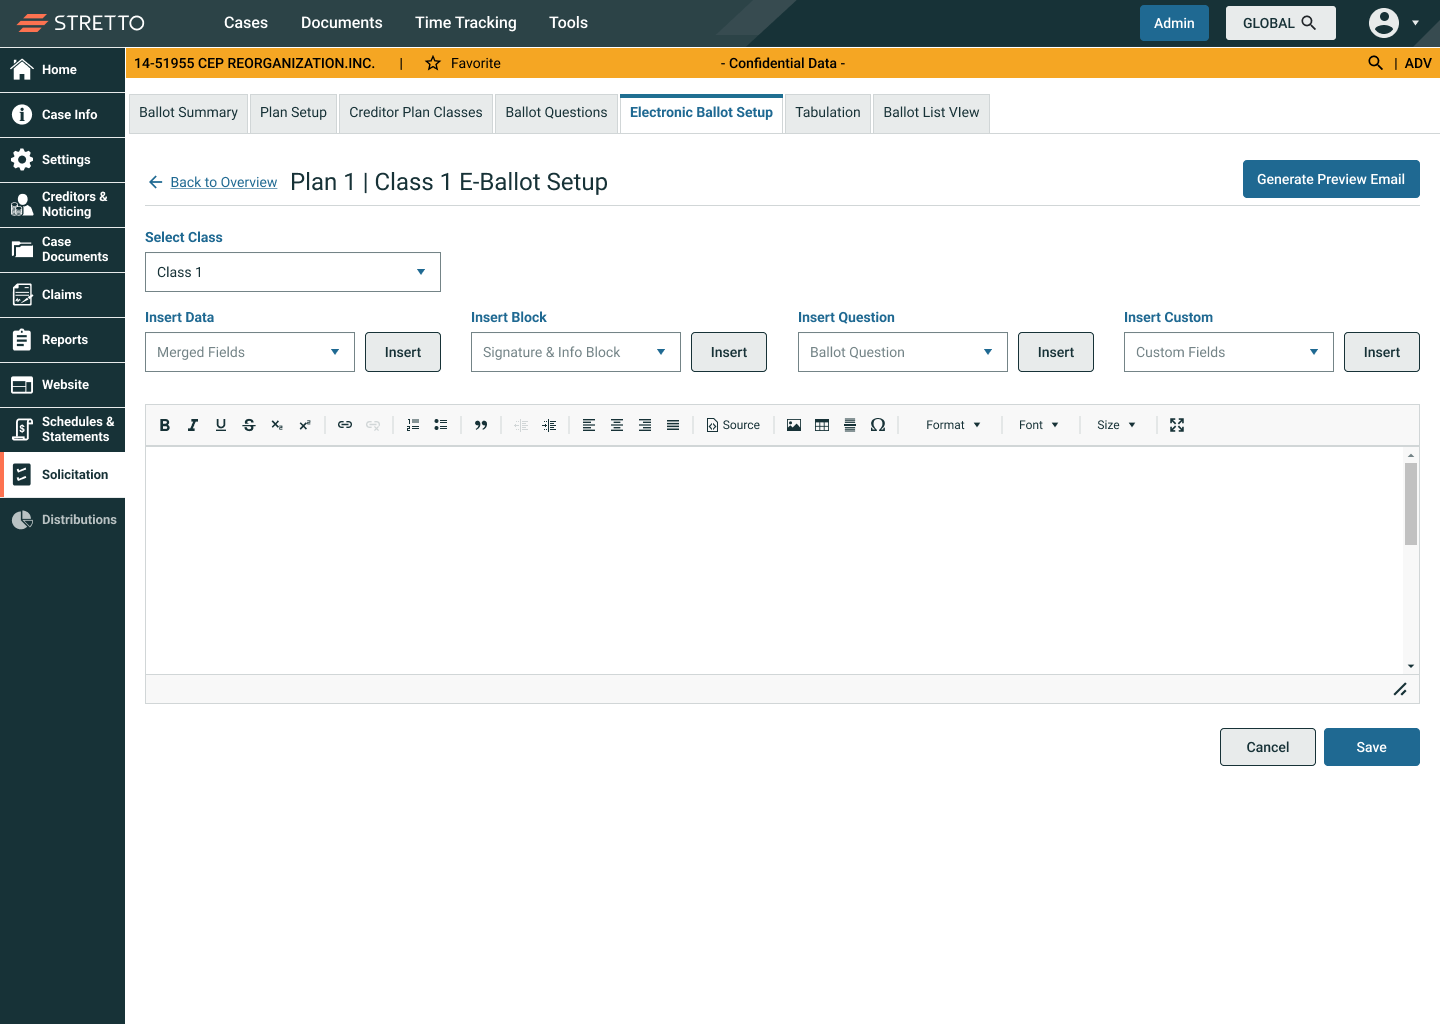 STRETTO
Cases Documents Time Tracking Tools
Admin GLOBAL
14-51955 CEP REORGANIZATION.INC. | Favorite - Confidential Data - | ADV
Home
Case Info
Settings
Creditors &
Noticing
Case
Documents
Claims
Reports
Website
Schedules &
Statements
Solicitation
Distributions
Ballot Summary Plan Setup Creditor Plan Classes Ballot Questions Electronic Ballot Setup Tabulation Ballot List VIew
Back to Overview Plan 1 | Class 1 E-Ballot Setup Generate Preview Email
Select Class
Class 1
Insert Data Insert Block Insert Question Insert Custom
Merged Fields Insert Signature & Info Block Insert Ballot Question Insert Custom Fields Insert
Source Format Font Size
Cancel Save